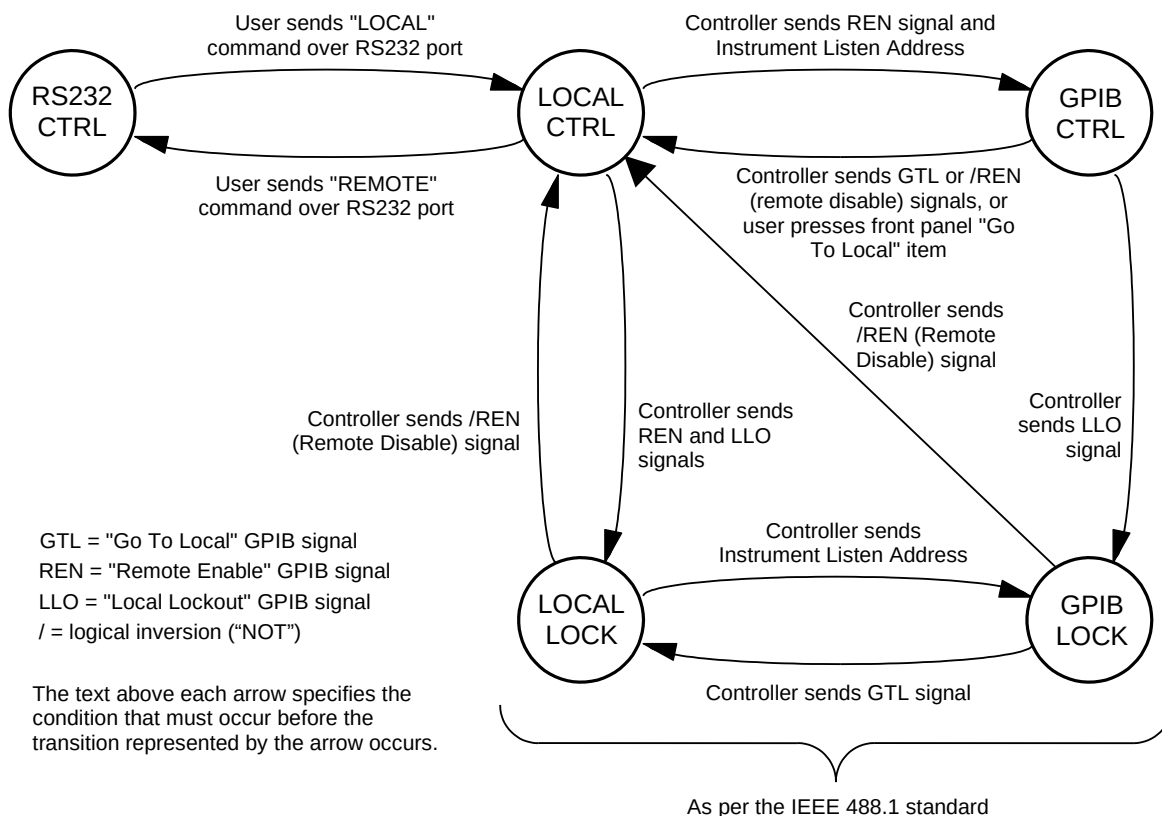 User sends "LOCAL"
command over RS232 port
Controller sends REN signal and
Instrument Listen Address
RS232
CTRL
LOCAL
CTRL
GPIB
CTRL
User sends "REMOTE"
command over RS232 port
Controller sends GTL or /REN
(remote disable) signals, or
user presses front panel "Go
To Local" item
Controller sends
/REN (Remote
Disable) signal
Controller sends /REN
(Remote Disable) signal
Controller sends
REN and LLO
signals
Controller
sends LLO
signal
GTL = "Go To Local" GPIB signal
REN = "Remote Enable" GPIB signal
LLO = "Local Lockout" GPIB signal
/ = logical inversion (“NOT”)
Controller sends
Instrument Listen Address
LOCAL
LOCK
GPIB
LOCK
Controller sends GTL signal
The text above each arrow specifies the
condition that must occur before the
transition represented by the arrow occurs.
As per the IEEE 488.1 standard